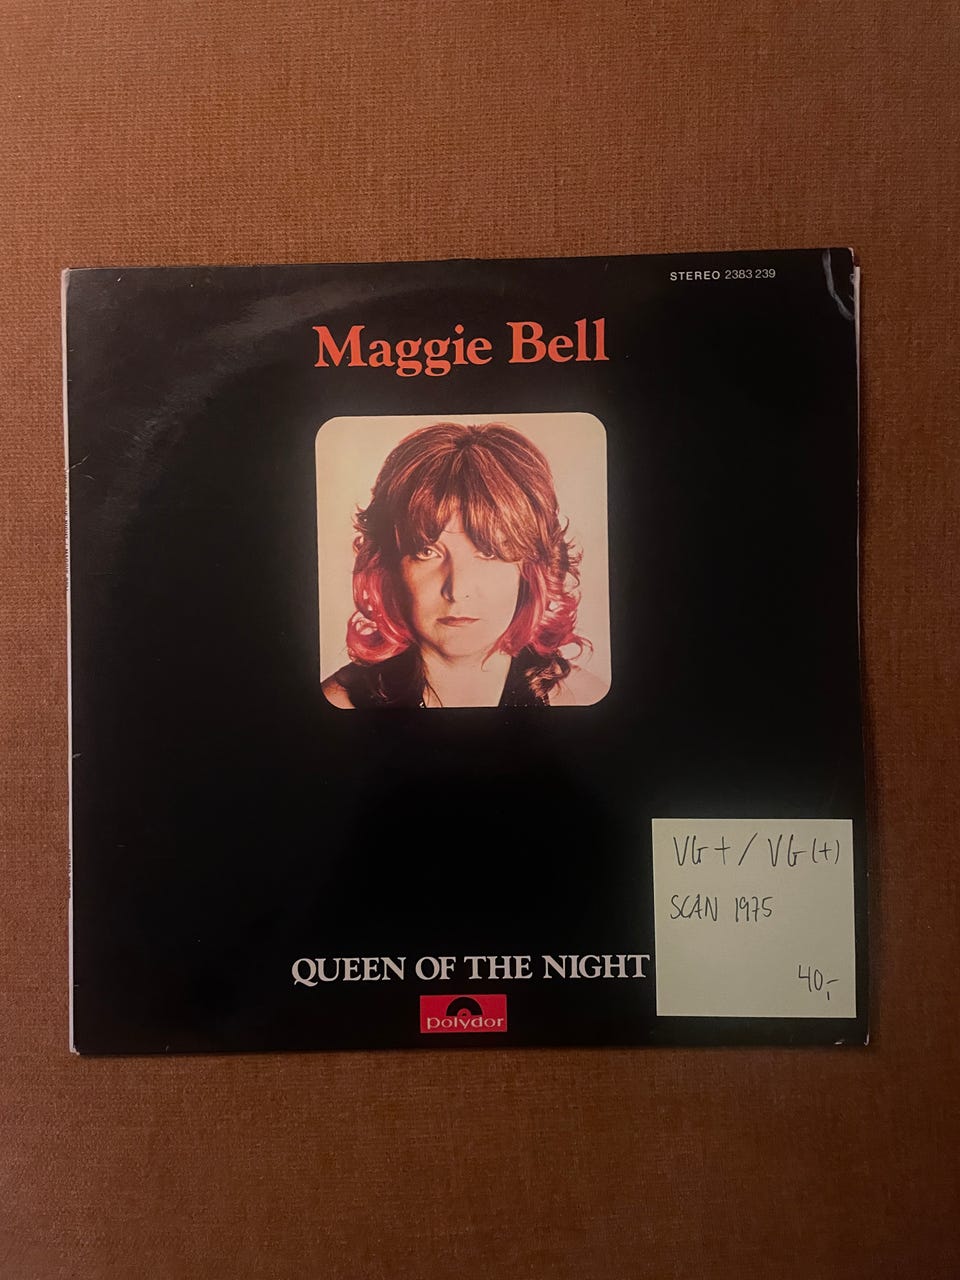 STEREO 2383 239
Maggie Bell
VG+/VG(+)
SCAN 1975
40,-
QUEEN OF THE NIGHT
polydor